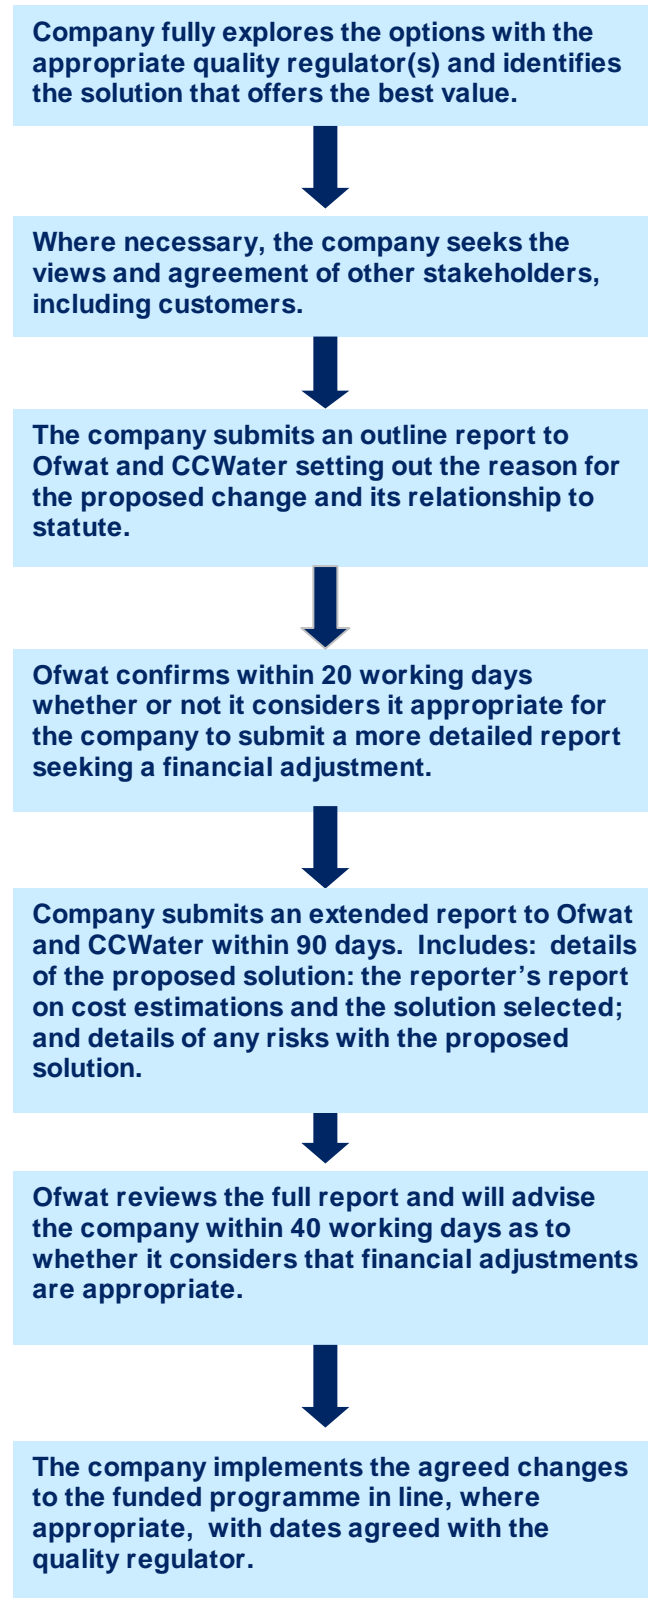 Company fully explores the options with the
appropriate quality regulator(s) and identifies
the solution that offers the best value.
Where necessary, the company seeks the
views and agreement of other stakeholders,
including customers.
The company submits an outline report to
Ofwat and CCWater setting out the reason for
the proposed change and its relationship to
statute.
Ofwat confirms within 20 working days
whether or not it considers it appropriate for
the company to submit a more detailed report
seeking a financial adjustment.
Company submits an extended report to Ofwat
and CCWater within 90 days.  Includes:  details
of the proposed solution: the reporter’s report
on cost estimations and the solution selected;
and details of any risks with the proposed
solution.
Ofwat reviews the full report and will advise
the company within 40 working days as to
whether it considers that financial adjustments
are appropriate.
The company implements the agreed changes
to the funded programme in line, where
appropriate,  with dates agreed with the
quality regulator.